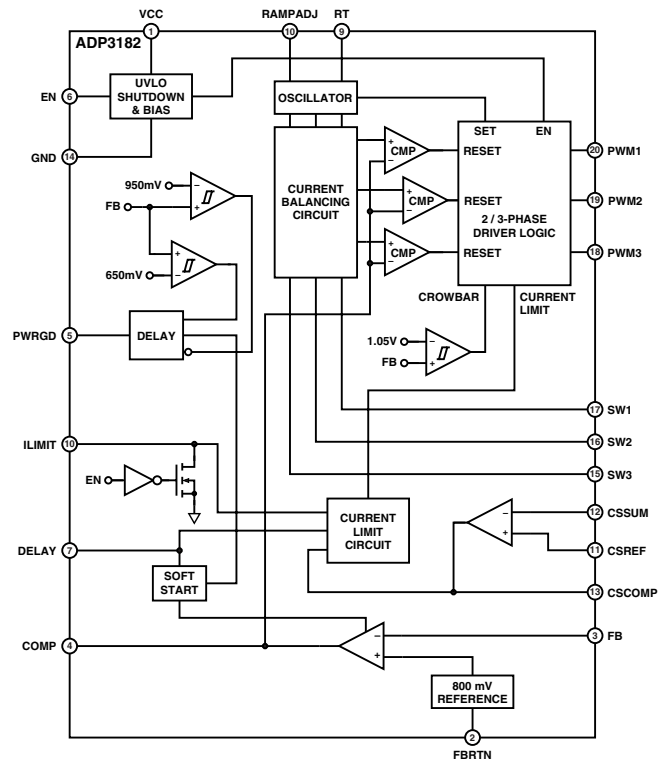 VCC
RAMPADJ
RT
1
10
9
ADP3182
UVLO
SHUTDOWN
& BIAS
EN
6
OSCILLATOR
SET
EN
GND
14
CMP
RESET
20
PWM1
950mV
FB
CURRENT
BALANCING
CIRCUIT
CMP
RESET
19
PWM2
2 / 3-PHASE
DRIVER LOGIC
650mV
CMP
RESET
18
PWM3
CROWBAR
CURRENT
LIMIT
PWRGD
5
DELAY
1.05V
FB
17
SW1
ILIMIT
10
16
SW2
EN
15
SW3
CURRENT
LIMIT
CIRCUIT
12
CSSUM
DELAY
7
11
CSREF
SOFT
START
13
CSCOMP
COMP
4
3
FB
800 mV
REFERENCE
2
FBRTN